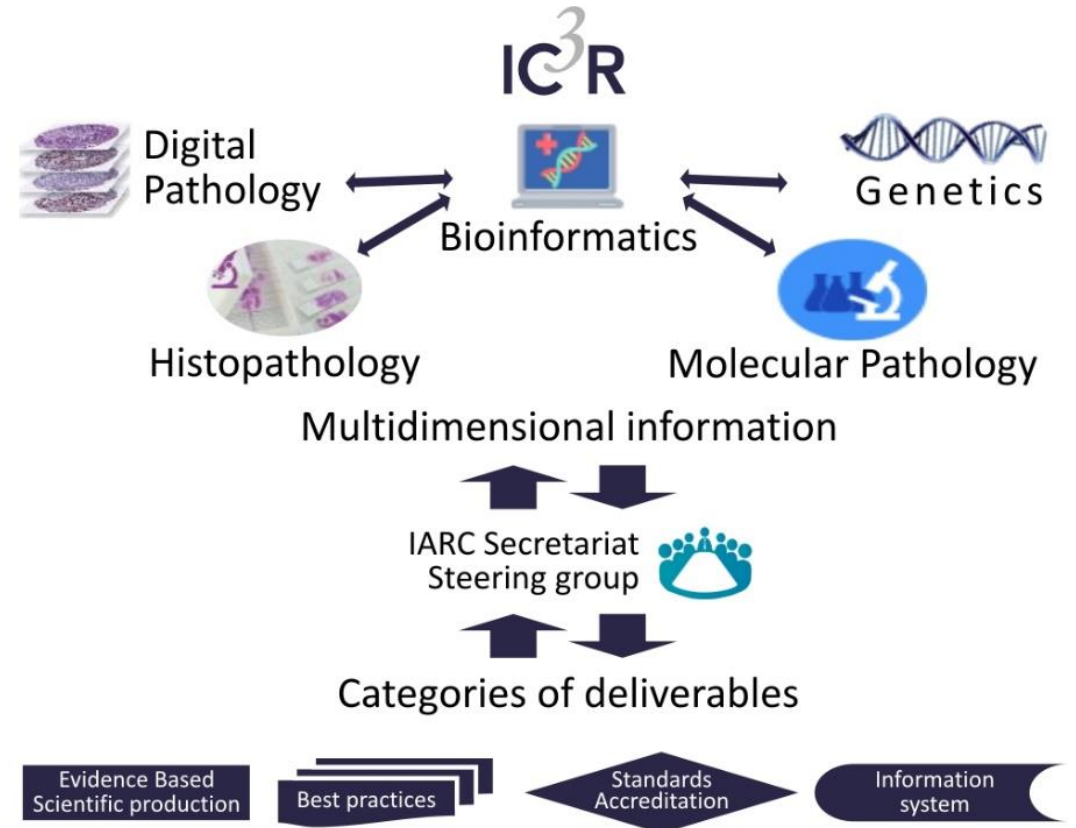 IC3R
Digital
Pathology
Genetics
Bioinformatics
Histopathology
Molecular Pathology
Multidimensional information
IARC Secretariat
Steering group
Categories of deliverables
Evidence Based
Scientific production
Best practices
Standards
Accreditation
Information
system